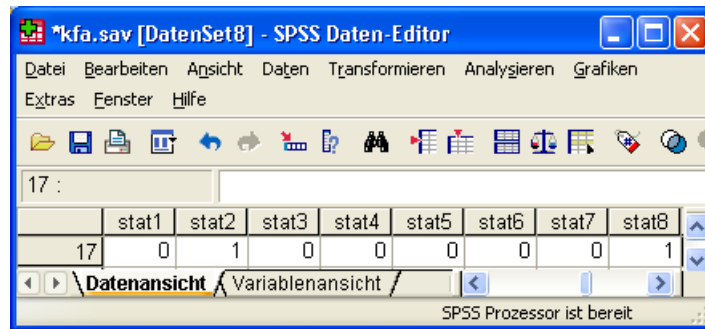 *kfa.sav [DatenSet8] - SPSS Daten-Editor
Datei Bearbeiten Ansicht Daten Transformieren Analysieren Grafiken
Extras Fenster Hilfe
17 :
stat1 stat2 stat3 stat4 stat5 stat6 stat7 stat8
17 0 1 0 0 0 0 0 1
Datenansicht Variablenansicht
SPSS Prozessor ist bereit